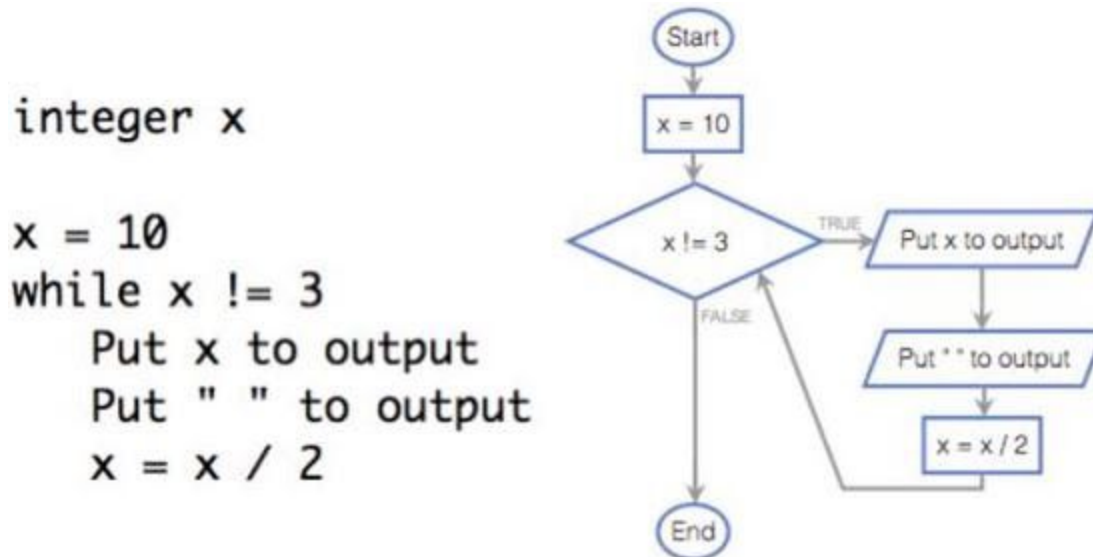 integer x
x = 10
while x != 3
Put x to output
Put " " to output
x = x / 2
Start
x = 10
x != 3
TRUE
Put x to output
FALSE
Put " " to output
x = x / 2
End